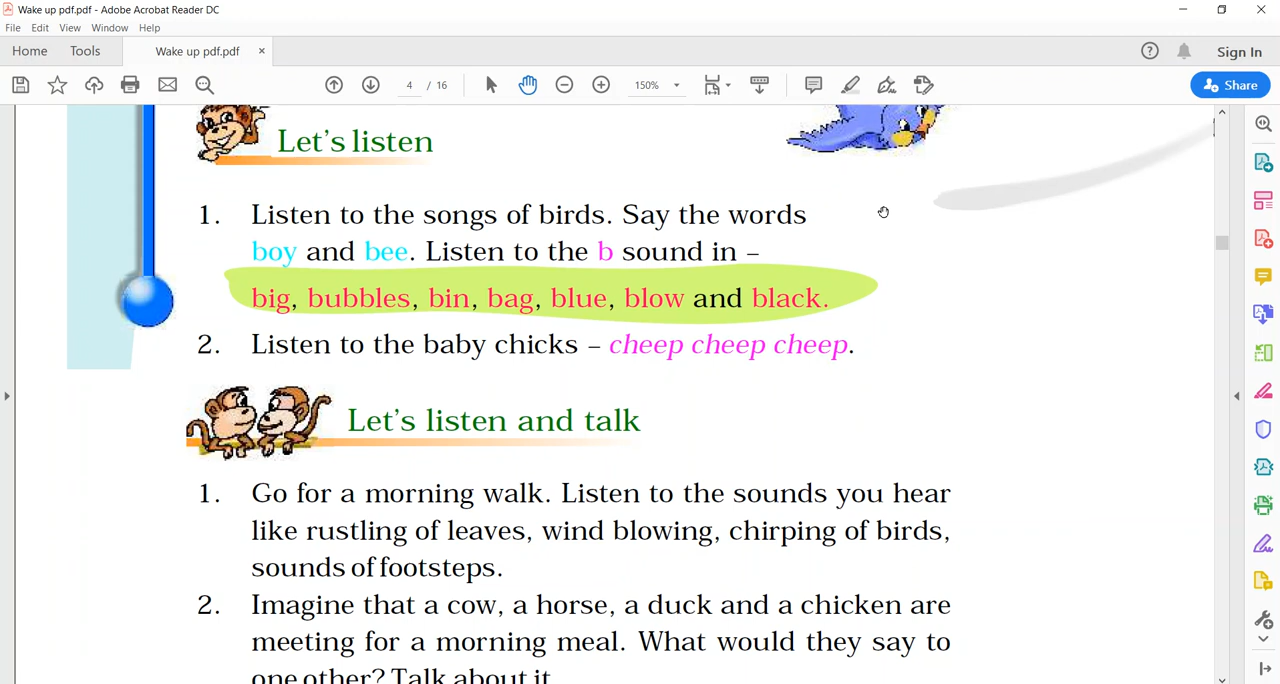 Wake up pdf.pdf - Adobe Acrobat Reader DC
File Edit View Window Help
Home Tools Wake up pdf.pdf × Sign In
4 / 16 150% Share
Let's listen
1. Listen to the songs of birds. Say the words
boy and bee. Listen to the b sound in –
big, bubbles, bin, bag, blue, blow and black.
2. Listen to the baby chicks – cheep cheep cheep.
Let's listen and talk
1. Go for a morning walk. Listen to the sounds you hear
like rustling of leaves, wind blowing, chirping of birds,
sounds of footsteps.
2. Imagine that a cow, a horse, a duck and a chicken are
meeting for a morning meal. What would they say to
one other? Talk about it